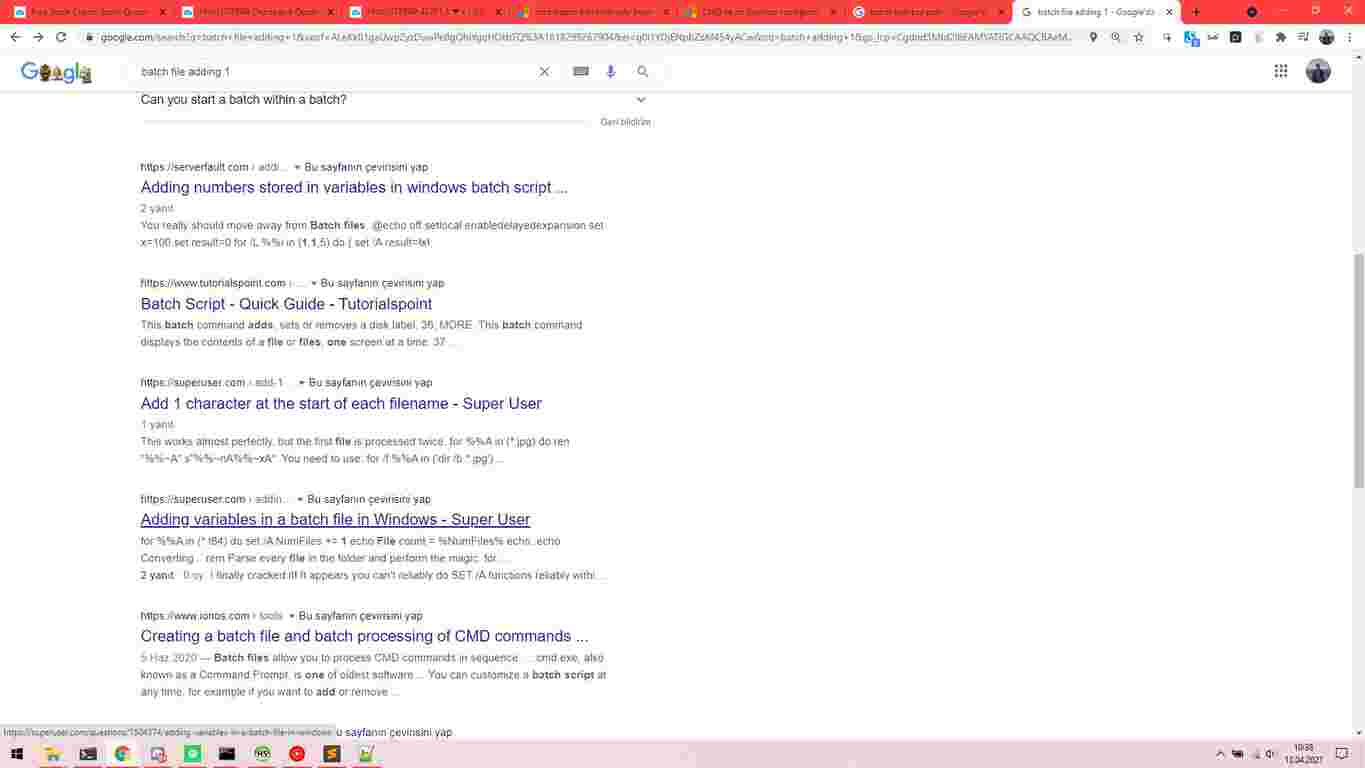 batch file adding 1 - Google'da
google.com/search?q=batch+file+adding+1
Google
batch file adding 1
Can you start a batch within a batch?
Geri bildirim
https://serverfault.com › addi... Bu sayfanın çevirisini yap
Adding numbers stored in variables in windows batch script ...
2 yanıt
You really should move away from Batch files. @echo off setlocal enabledelayedexpansion set
x=100 set result=0 for /L %%i in (1,1,5) do ( set /A result=!x!
https://www.tutorialspoint.com › ... Bu sayfanın çevirisini yap
Batch Script - Quick Guide - Tutorialspoint
This batch command adds, sets or removes a disk label, 36, MORE. This batch command
displays the contents of a file or files, one screen at a time. 37 ...
https://superuser.com › add-1 ... Bu sayfanın çevirisini yap
Add 1 character at the start of each filename - Super User
1 yanıt
This works almost perfectly, but the first file is processed twice. for %%A in (*.jpg) do ren
"%%~A" s"%%~nA%%~xA". You need to use: for /f %%A in ('dir /b *.jpg') ...
https://superuser.com › addin... Bu sayfanın çevirisini yap
Adding variables in a batch file in Windows - Super User
for %%A in (*.t64) do set /A NumFiles += 1 echo File count = %NumFiles% echo. echo
Converting... rem Parse every file in the folder and perform the magic. for ...
2 yanıt · 0 oy: I finally cracked it! It appears you can't reliably do SET /A functions reliably withi...
https://www.ionos.com › tools Bu sayfanın çevirisini yap
Creating a batch file and batch processing of CMD commands ...
5 Haz 2020 — Batch files allow you to process CMD commands in sequence. ... cmd.exe, also
known as a Command Prompt, is one of oldest software ... You can customize a batch script at
any time, for example if you want to add or remove ...
https://superuser.com/questions/1504374/adding-variables-in-a-batch-file-in-windows u sayfanın çevirisini yap
10:38
13.04.2021